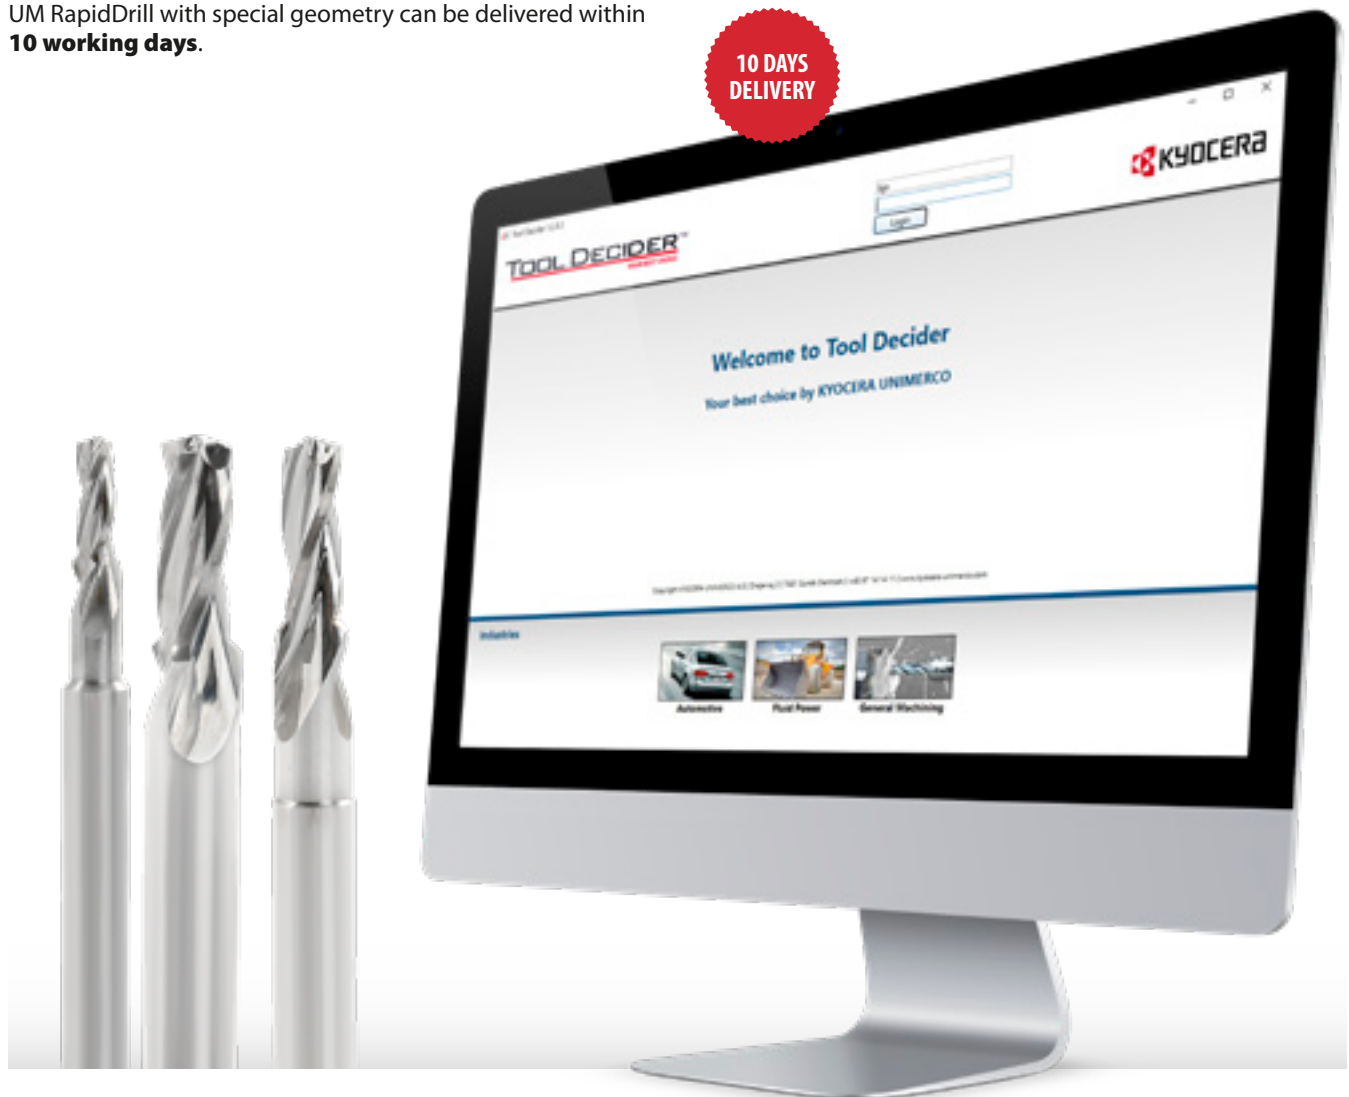 UM RapidDrill with special geometry can be delivered within
10 working days.
10 DAYS
DELIVERY
KYOCERA
TOOL DECIDER™
Login
Welcome to Tool Decider
Your best choice by KYOCERA UNIMERCO
Industries
Automotive
Fluid Power
General Machining